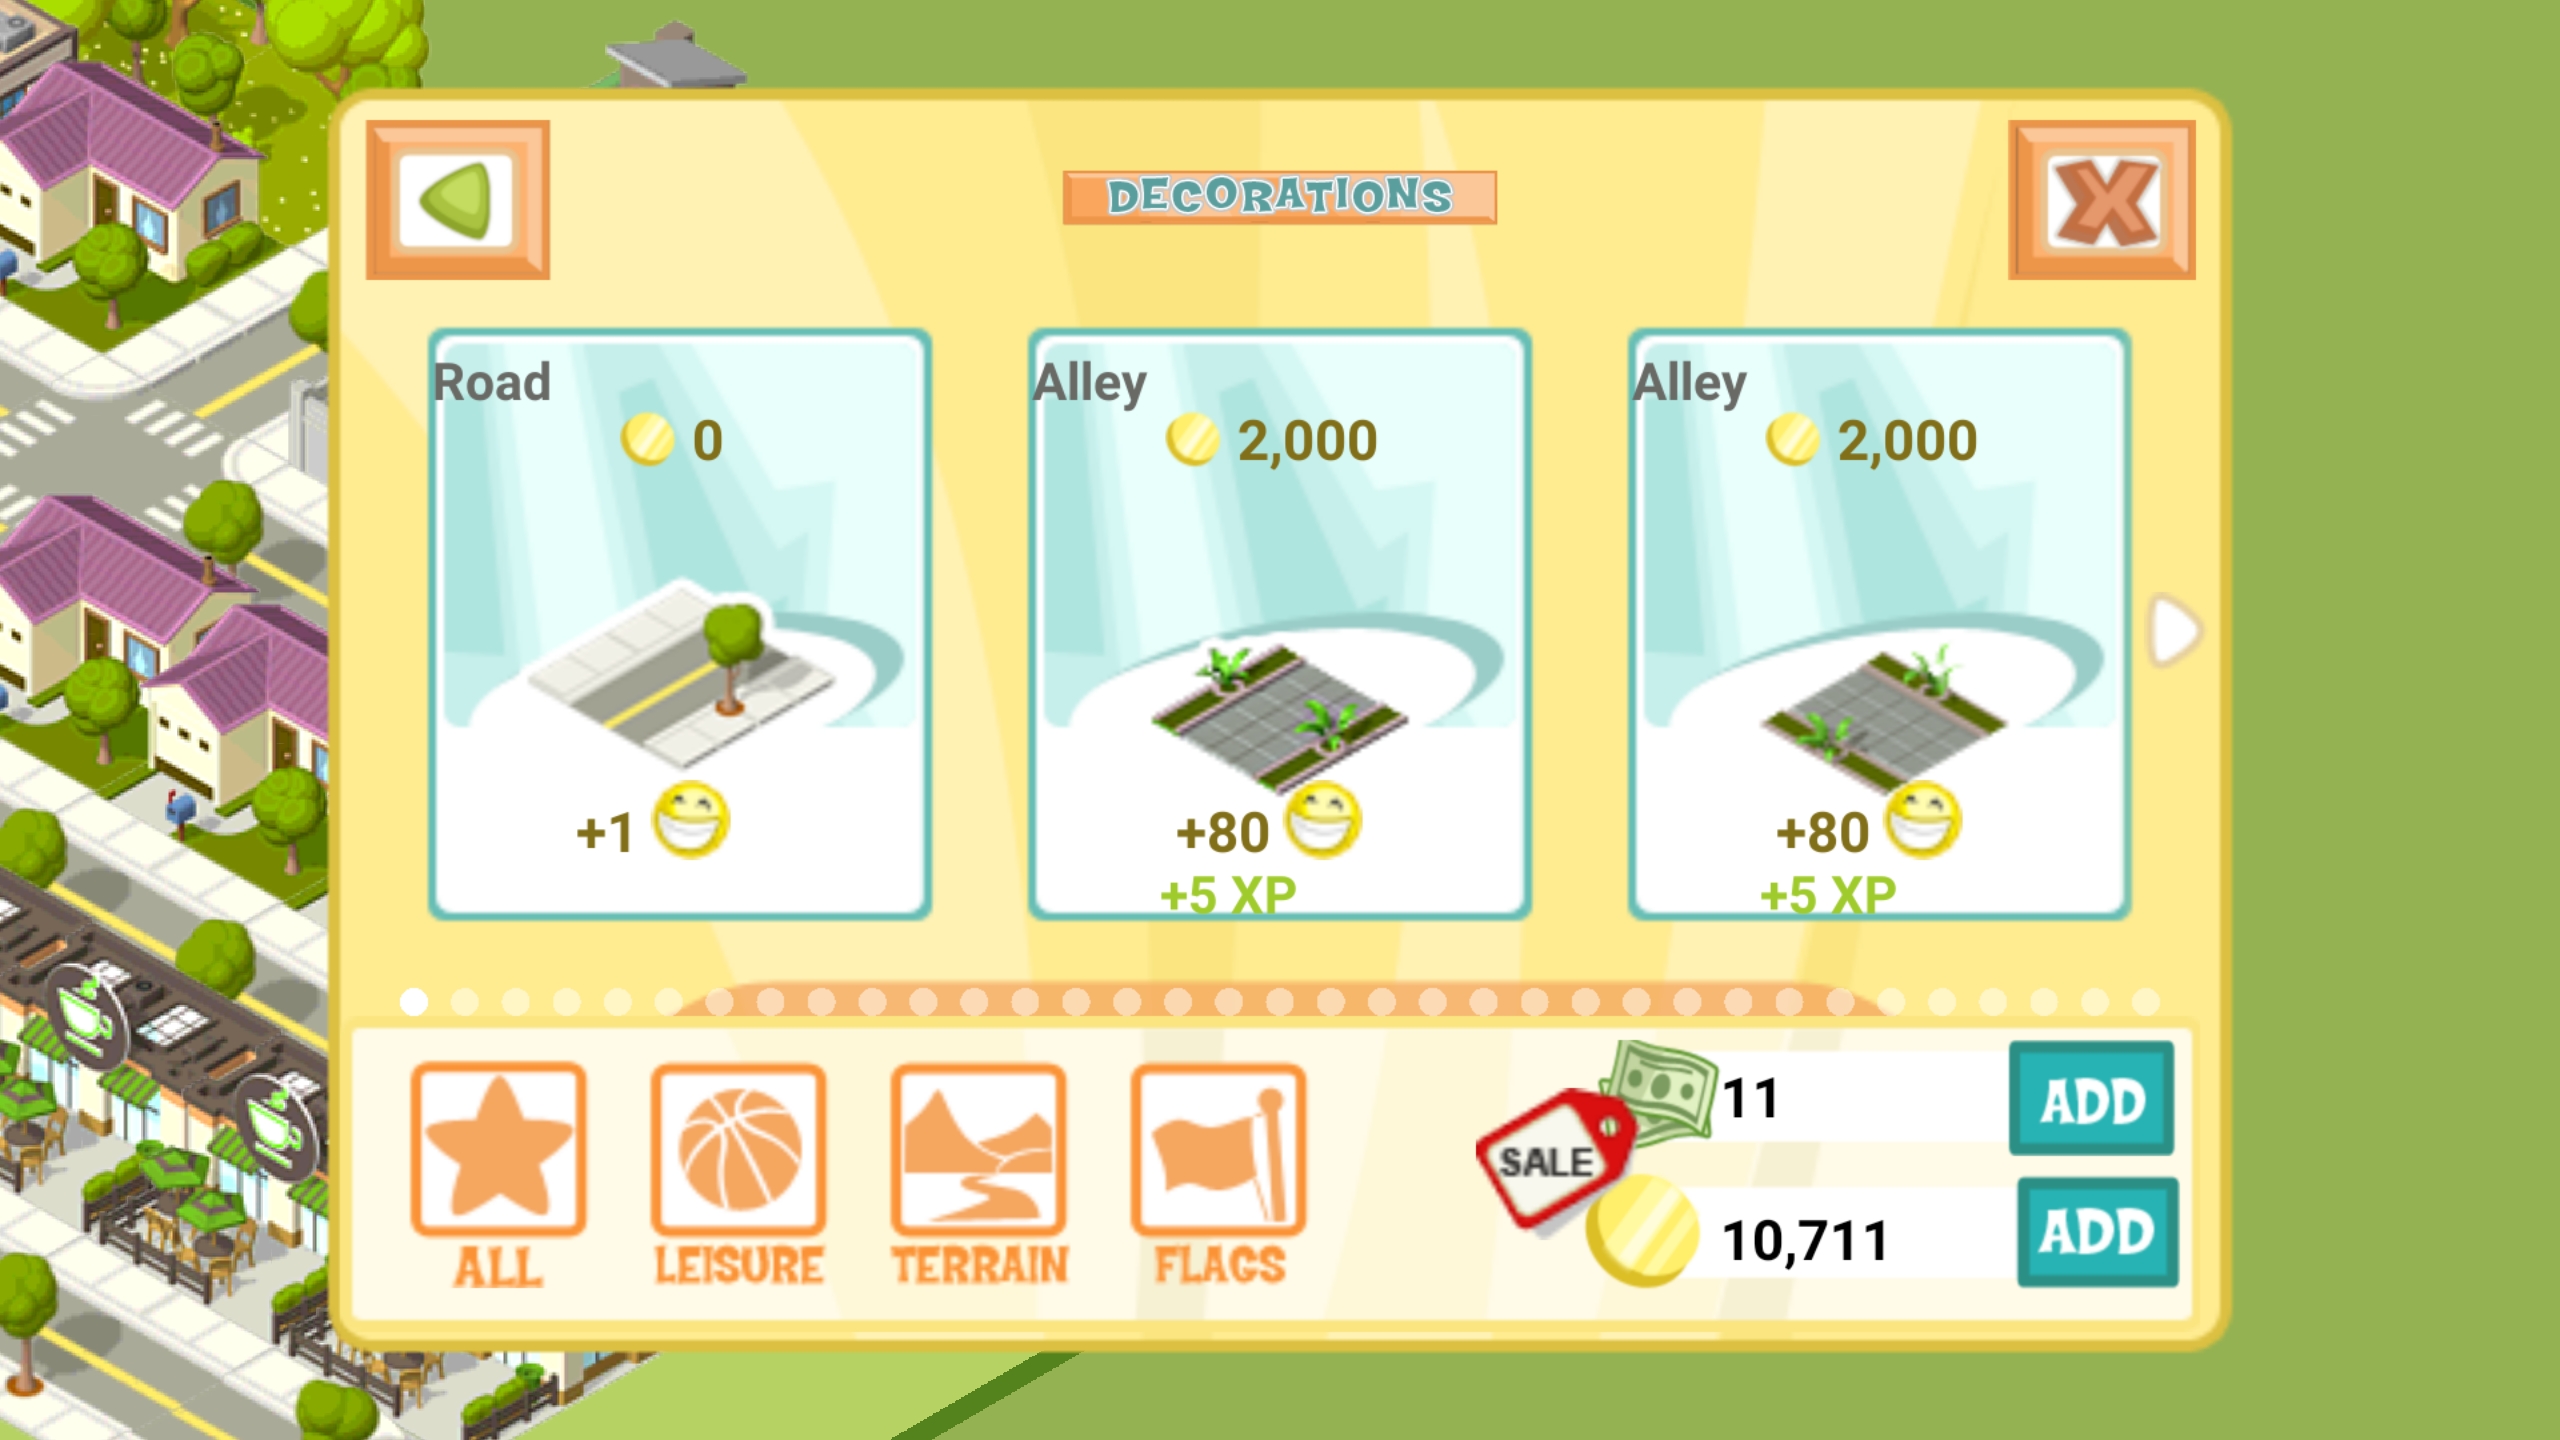 DECORATIONS
Road
0
+1
Alley
2,000
+80
+5 XP
Alley
2,000
+80
+5 XP
ALL
LEISURE
TERRAIN
FLAGS
SALE
11
ADD
10,711
ADD